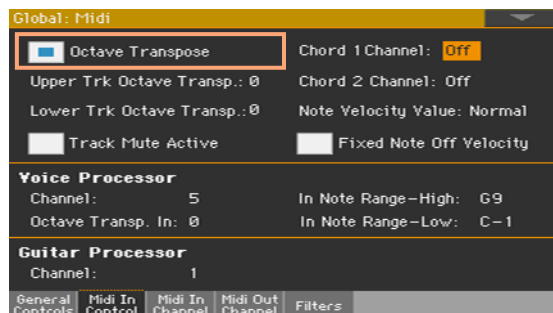 Global: Midi
Octave Transpose
Chord 1 Channel: Off
Upper Trk Octave Transp.: 0
Chord 2 Channel: Off
Lower Trk Octave Transp.: 0
Note Velocity Value: Normal
Track Mute Active
Fixed Note Off Velocity
Voice Processor
Channel: 5
In Note Range-High: G9
Octave Transp. In: 0
In Note Range-Low: C-1
Guitar Processor
Channel: 1
General Controls
Midi In Control
Midi In Channel
Midi Out Channel
Filters